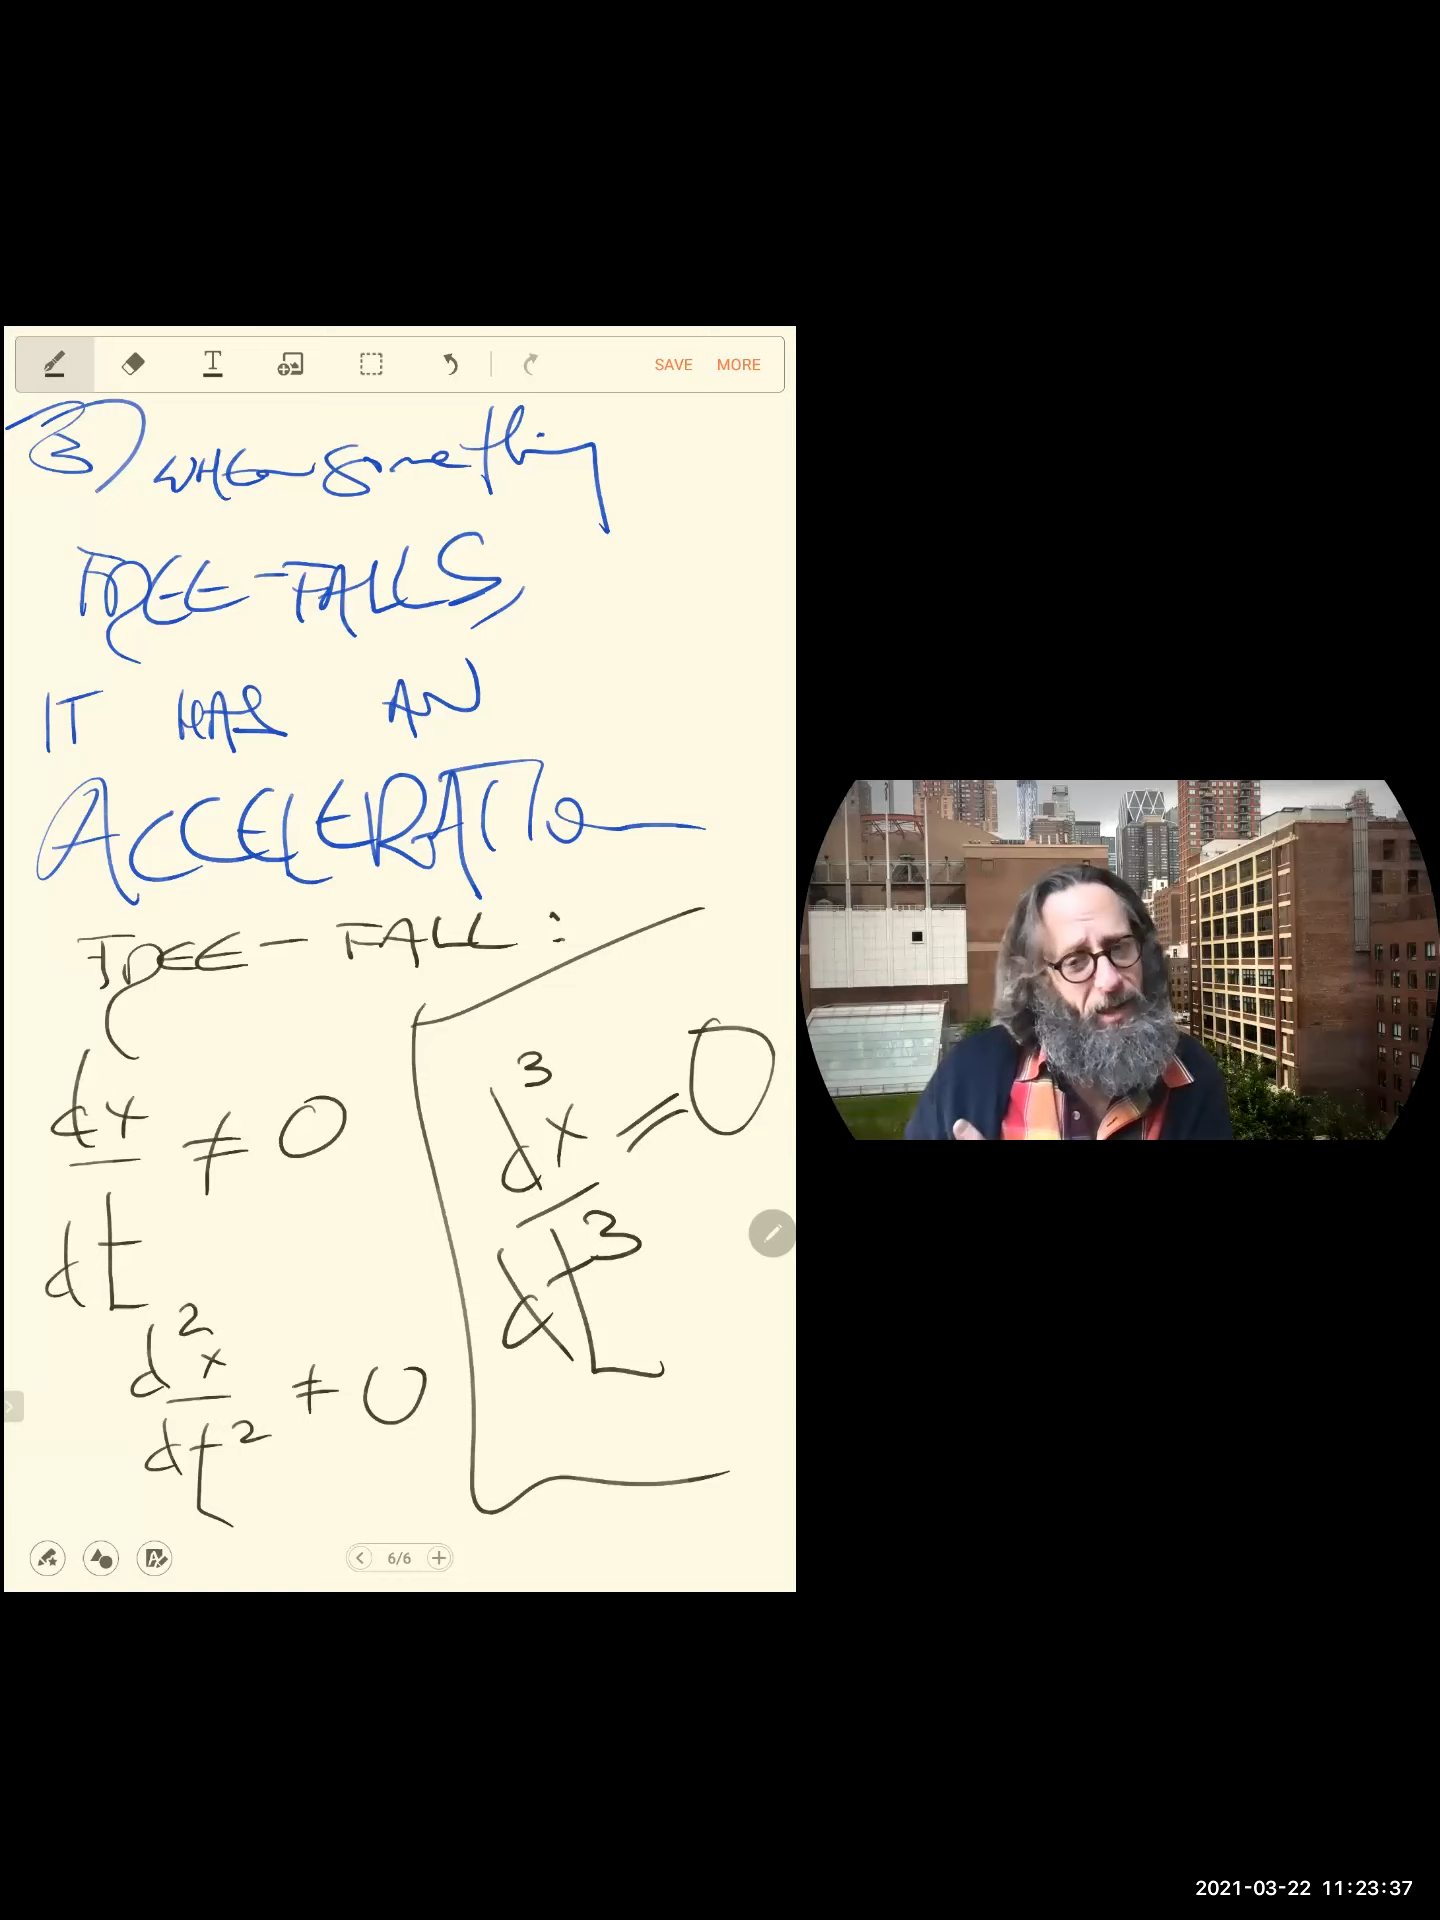 SAVE MORE
3) WHEN something
FREE-FALLS,
IT HAS AN
ACCELERATION
FREE-FALL:
dx/dt ≠ 0
d²x/dt² ≠ 0
d³x/dt³ = 0
6/6
2021-03-22 11:23:37